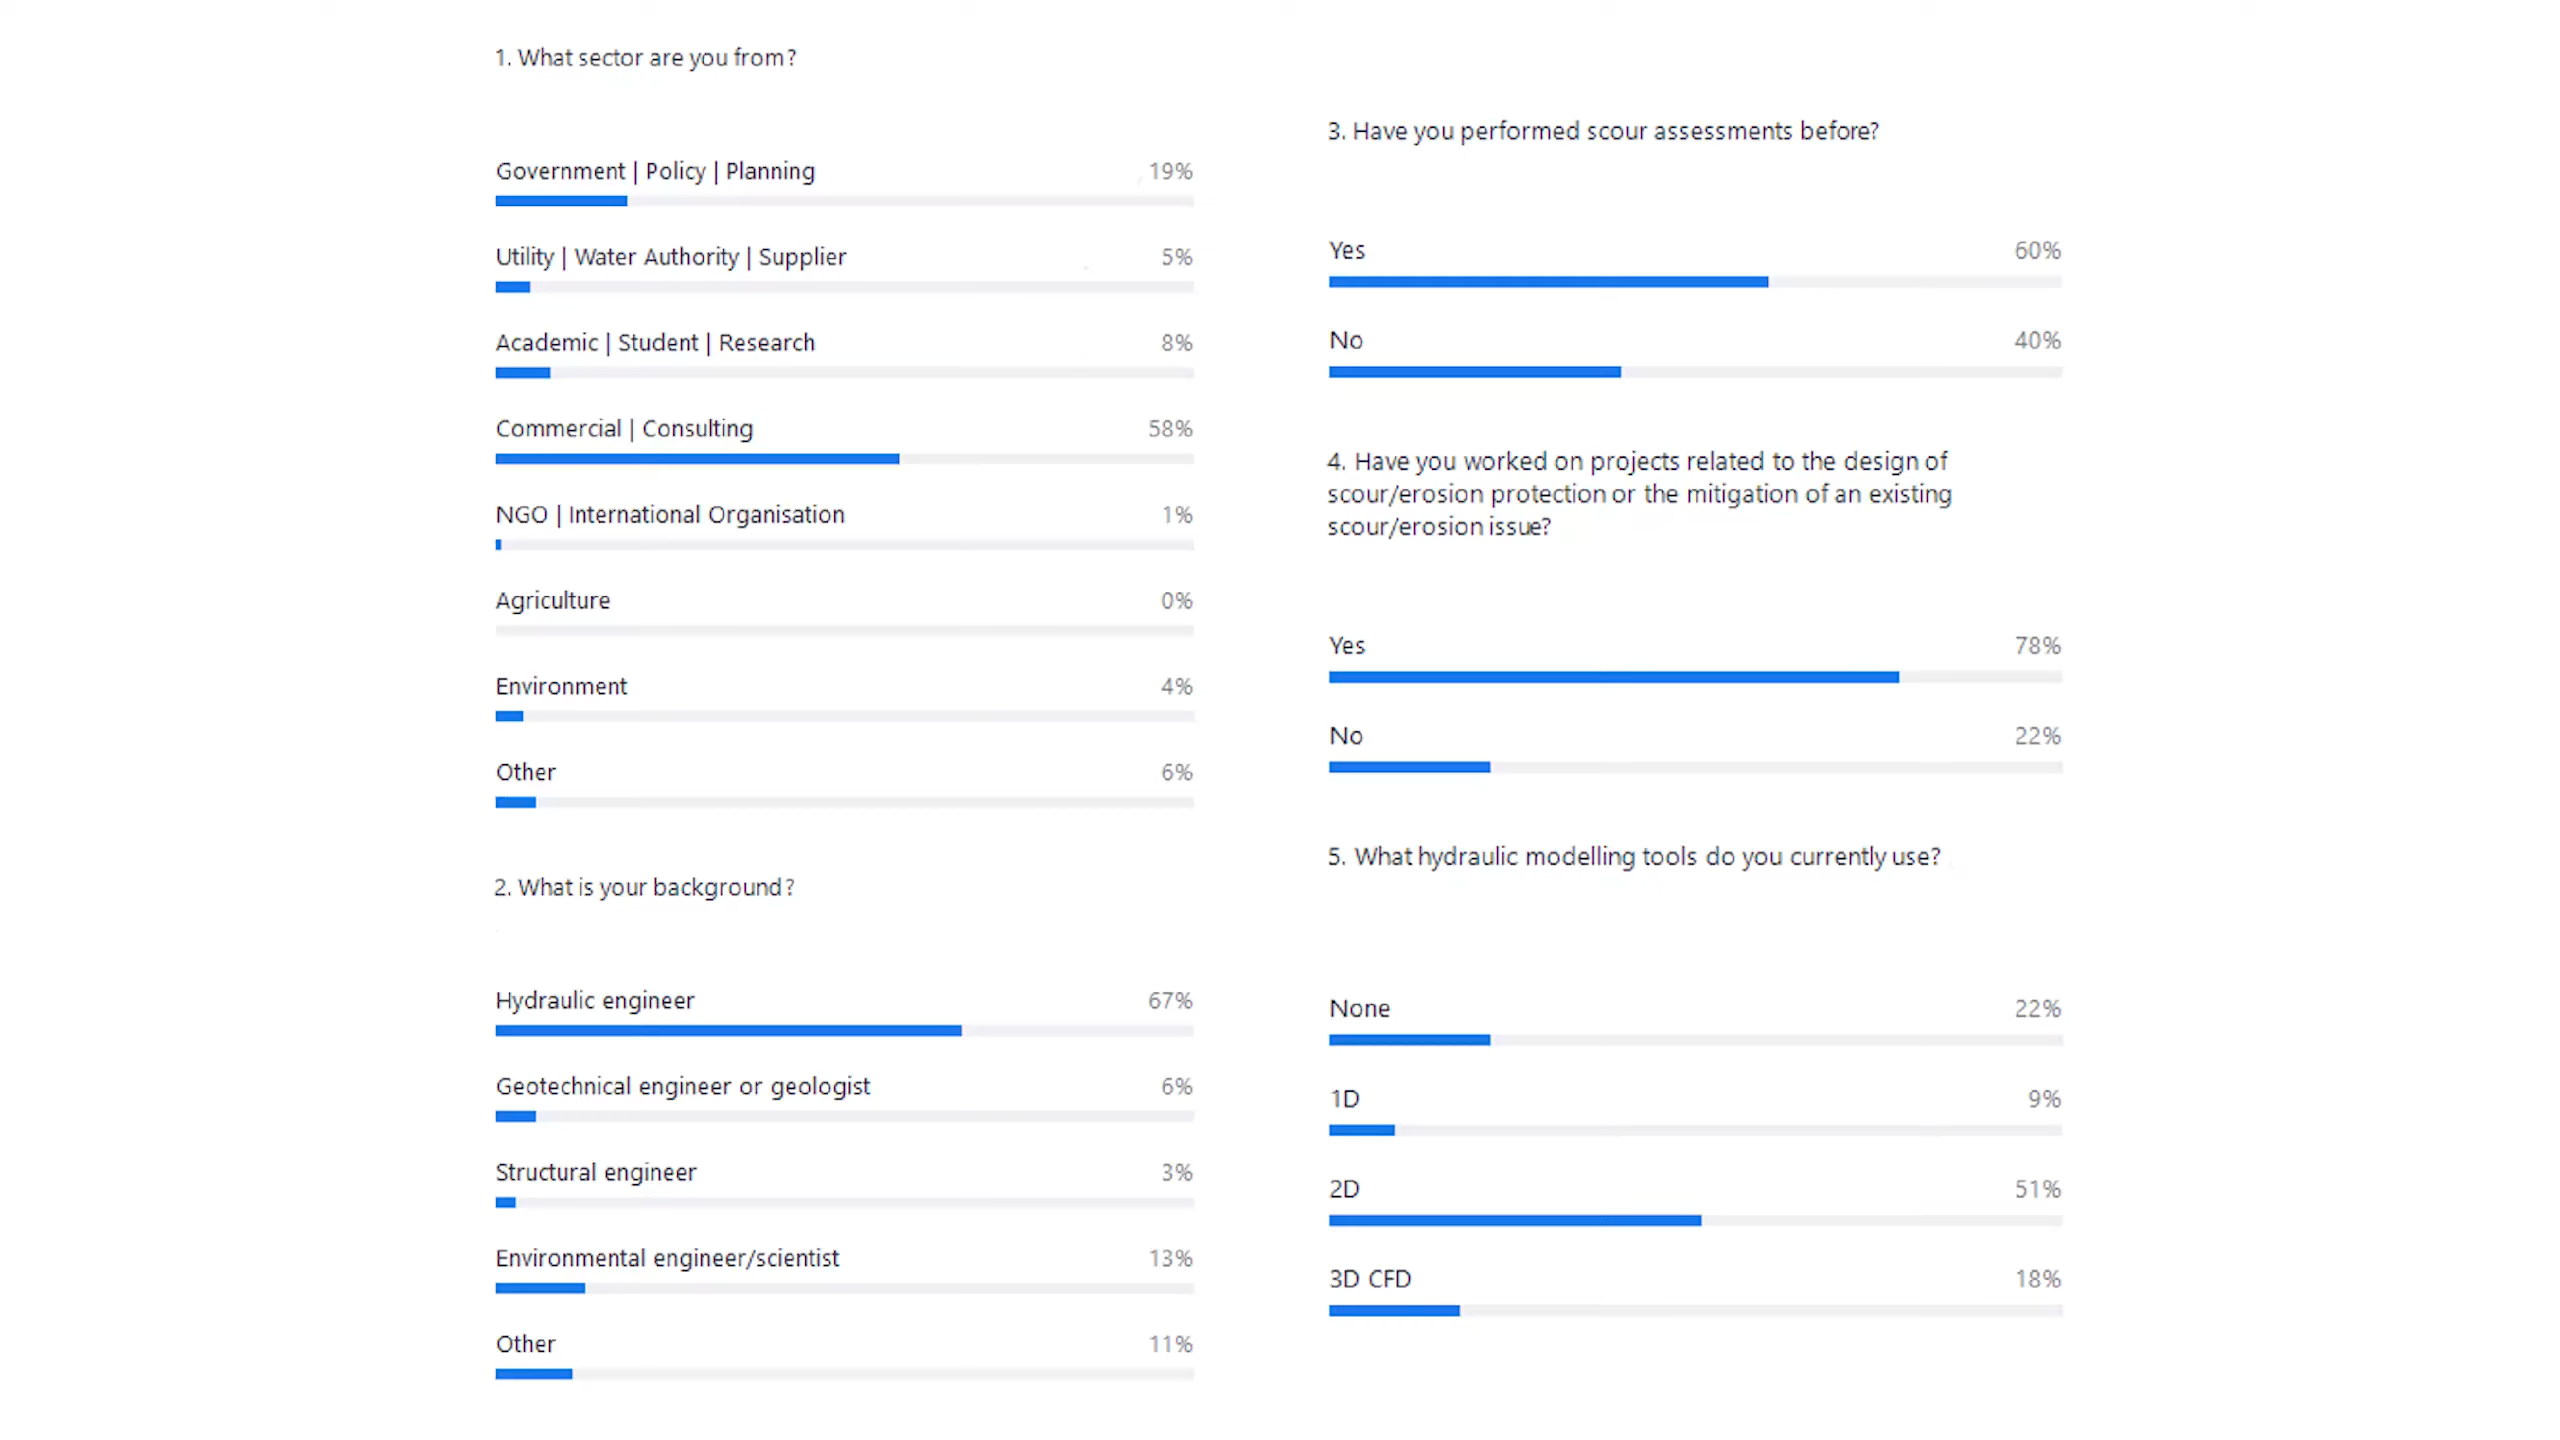 1. What sector are you from?
Government | Policy | Planning 19%
Utility | Water Authority | Supplier 5%
Academic | Student | Research 8%
Commercial | Consulting 58%
NGO | International Organisation 1%
Agriculture 0%
Environment 4%
Other 6%
2. What is your background?
Hydraulic engineer 67%
Geotechnical engineer or geologist 6%
Structural engineer 3%
Environmental engineer/scientist 13%
Other 11%
3. Have you performed scour assessments before?
Yes 60%
No 40%
4. Have you worked on projects related to the design of
scour/erosion protection or the mitigation of an existing
scour/erosion issue?
Yes 78%
No 22%
5. What hydraulic modelling tools do you currently use?
None 22%
1D 9%
2D 51%
3D CFD 18%